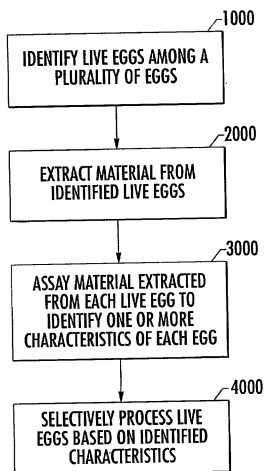 1000
IDENTIFY LIVE EGGS AMONG A
PLURALITY OF EGGS
2000
EXTRACT MATERIAL FROM
IDENTIFIED LIVE EGGS
3000
ASSAY MATERIAL EXTRACTED
FROM EACH LIVE EGG TO
IDENTIFY ONE OR MORE
CHARACTERISTICS OF EACH EGG
4000
SELECTIVELY PROCESS LIVE
EGGS BASED ON IDENTIFIED
CHARACTERISTICS